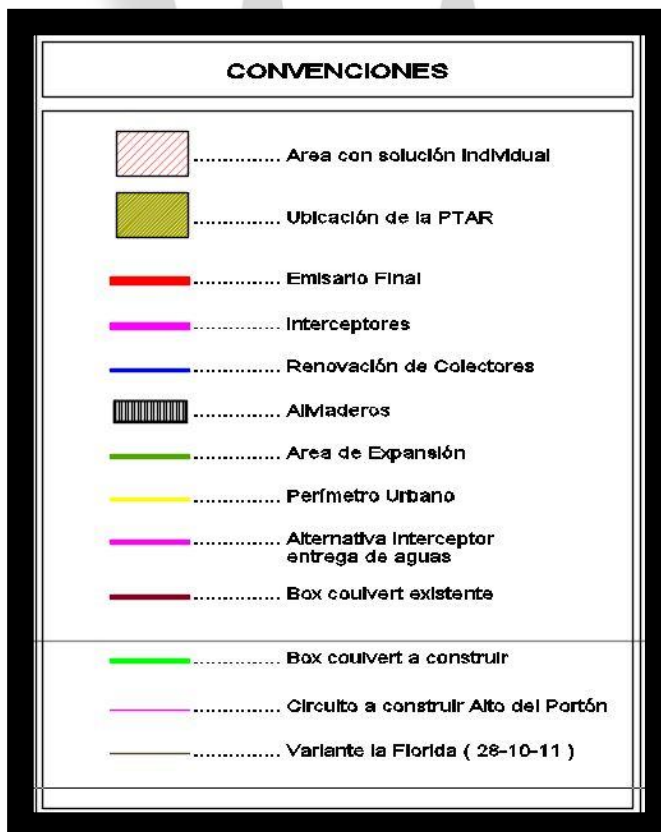 CONVENCIONES
Area con solución individual
Ubicación de la PTAR
Emisario Final
Interceptores
Renovación de Colectores
Aliviaderos
Area de Expansión
Perímetro Urbano
Alternativa Interceptor
entrega de aguas
Box coulvert existente
Box coulvert a construir
Circuito a construir Alto del Portón
Variante la Florida ( 28-10-11 )